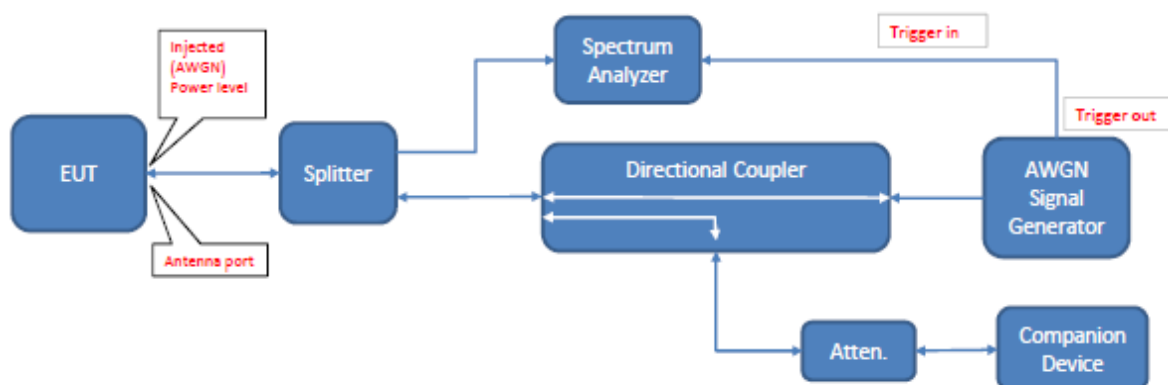 Injected
(AWGN)
Power level
EUT
Antenna port
Splitter
Spectrum
Analyzer
Trigger in
Trigger out
Directional Coupler
AWGN
Signal
Generator
Atten.
Companion
Device